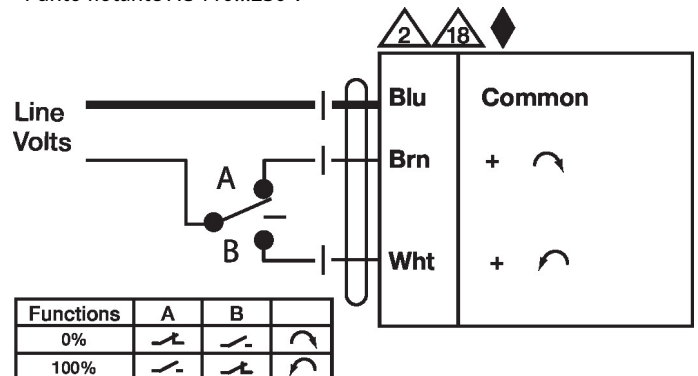 2 18
Line
Volts
Blu Common
Brn +
A
B
Wht +
Functions A B
0%
100%